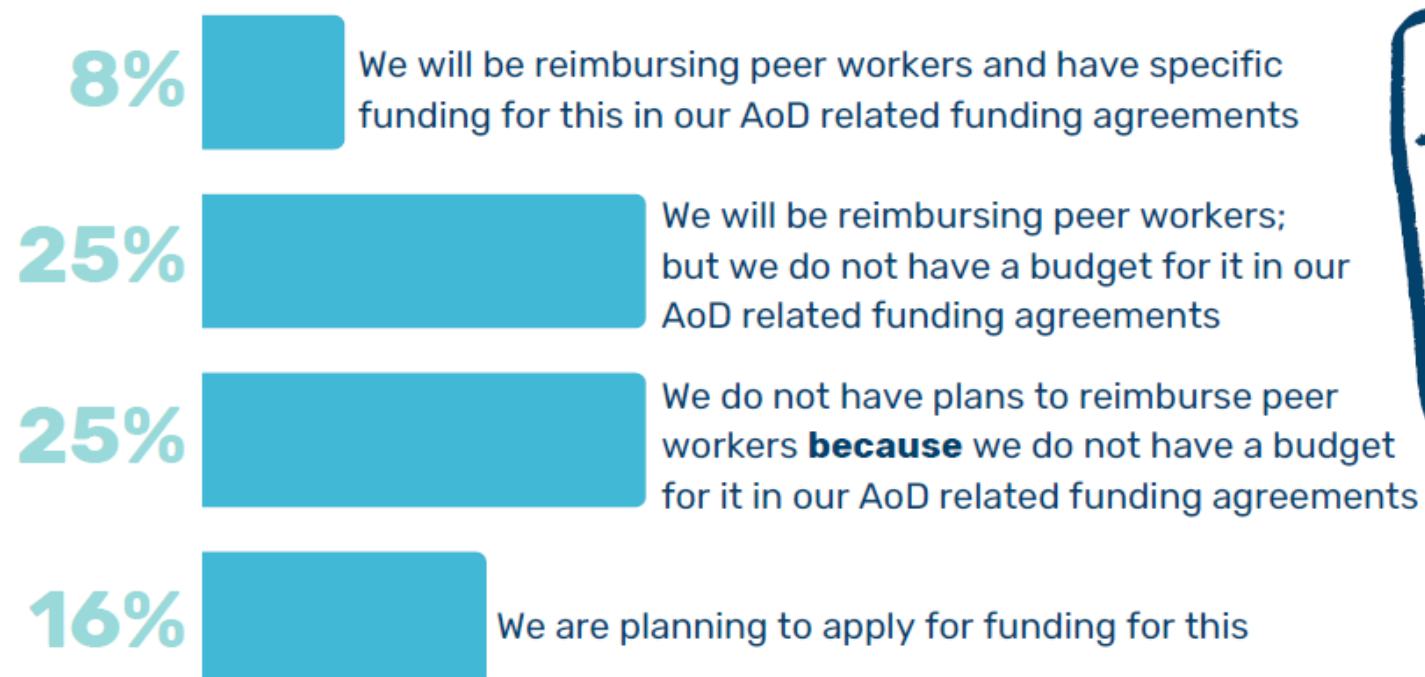 8%
We will be reimbursing peer workers and have specific
funding for this in our AoD related funding agreements
25%
We will be reimbursing peer workers;
but we do not have a budget for it in our
AoD related funding agreements
25%
We do not have plans to reimburse peer
workers because we do not have a budget
for it in our AoD related funding agreements
16%
We are planning to apply for funding for this